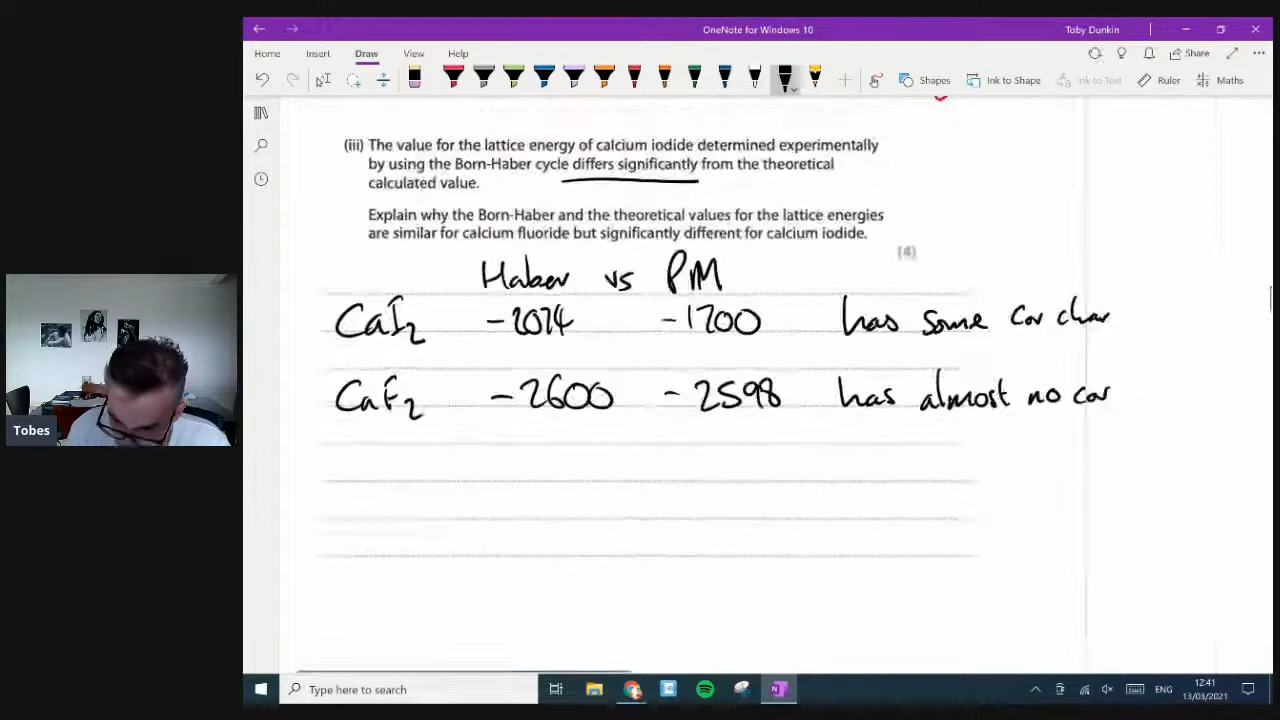 OneNote for Windows 10
Toby Dunkin
Home Insert Draw View Help
Share
Shapes Ink to Shape Ink to Text Ruler Maths
(iii) The value for the lattice energy of calcium iodide determined experimentally
by using the Born-Haber cycle differs significantly from the theoretical
calculated value.
Explain why the Born-Haber and the theoretical values for the lattice energies
are similar for calcium fluoride but significantly different for calcium iodide.
(4)
Haber vs PM
CaI2 -2074 -1700 has some cov char
CaF2 -2600 -2598 has almost no cov
Tobes
Type here to search
ENG
12:41
13/03/2021